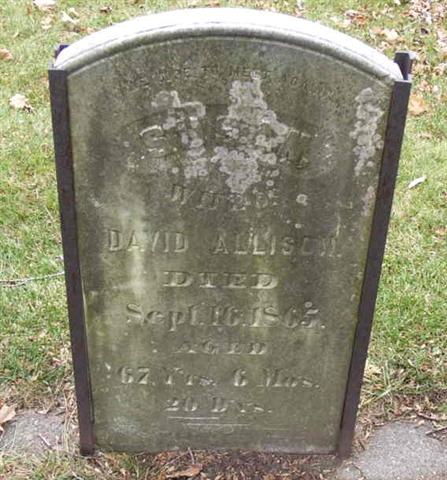 WIFE OF
DAVID ALLISON.
DIED
Sept. 16, 1865.
AGED
67 Yrs. 6 Mos.
20 Dys.